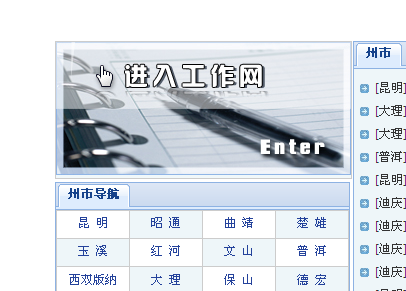 进入工作网
Enter
州市导航
昆 明 昭 通 曲 靖 楚 雄
玉 溪 红 河 文 山 普 洱
西双版纳 大 理 保 山 德 宏
州市
[昆明]
[大理]
[大理]
[普洱]
[昆明]
[迪庆]
[迪庆]
[迪庆]
[迪庆]